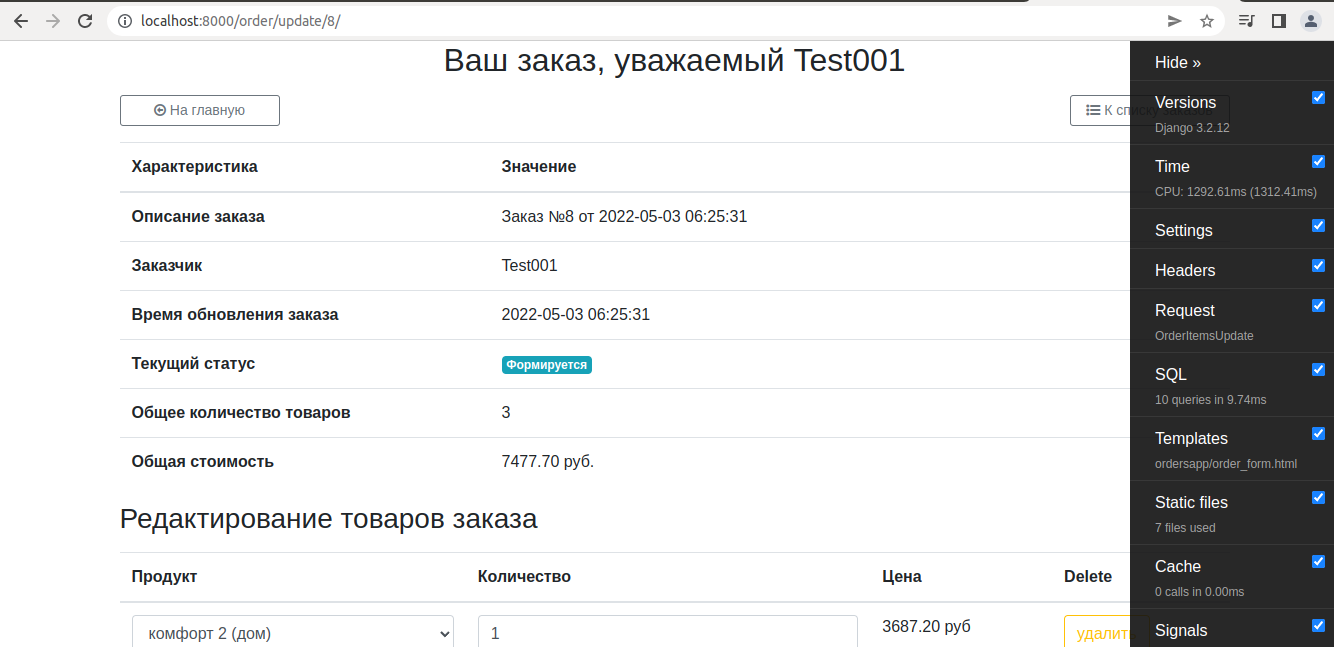 localhost:8000/order/update/8/
Ваш заказ, уважаемый Test001
На главную
К списку
Характеристика Значение
Описание заказа Заказ №8 от 2022-05-03 06:25:31
Заказчик Test001
Время обновления заказа 2022-05-03 06:25:31
Текущий статус Формируется
Общее количество товаров 3
Общая стоимость 7477.70 руб.
Редактирование товаров заказа
Продукт Количество Цена Delete
комфорт 2 (дом) 1 3687.20 руб удалить
Hide »
Versions
Django 3.2.12
Time
CPU: 1292.61ms (1312.41ms)
Settings
Headers
Request
OrderItemsUpdate
SQL
10 queries in 9.74ms
Templates
ordersapp/order_form.html
Static files
7 files used
Cache
0 calls in 0.00ms
Signals